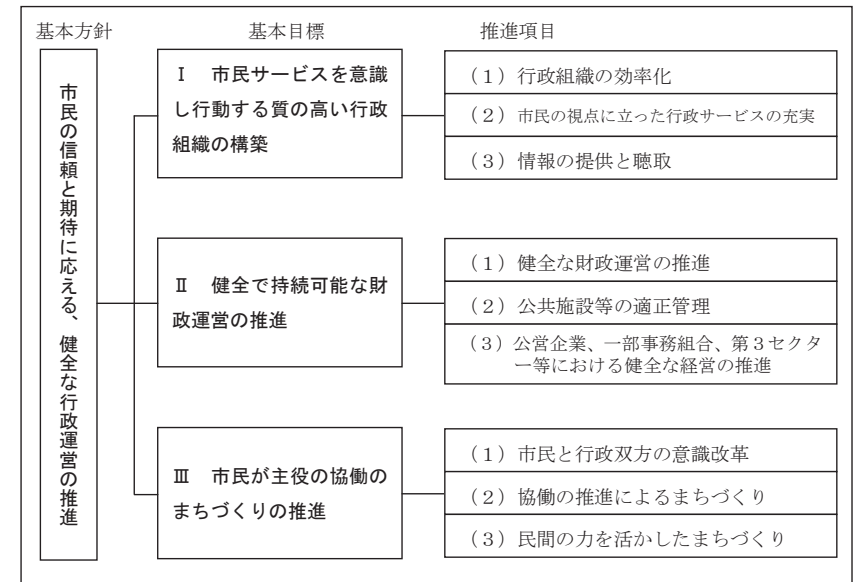 基本方針
基本目標
推進項目
市民の信頼と期待に応える、健全な行政運営の推進
Ⅰ　市民サービスを意識
し行動する質の高い行政
組織の構築
（１）行政組織の効率化
（２）市民の視点に立った行政サービスの充実
（３）情報の提供と聴取
Ⅱ　健全で持続可能な財
政運営の推進
（１）健全な財政運営の推進
（２）公共施設等の適正管理
（３）公営企業、一部事務組合、第３セクタ
ー等における健全な経営の推進
Ⅲ　市民が主役の協働の
まちづくりの推進
（１）市民と行政双方の意識改革
（２）協働の推進によるまちづくり
（３）民間の力を活かしたまちづくり